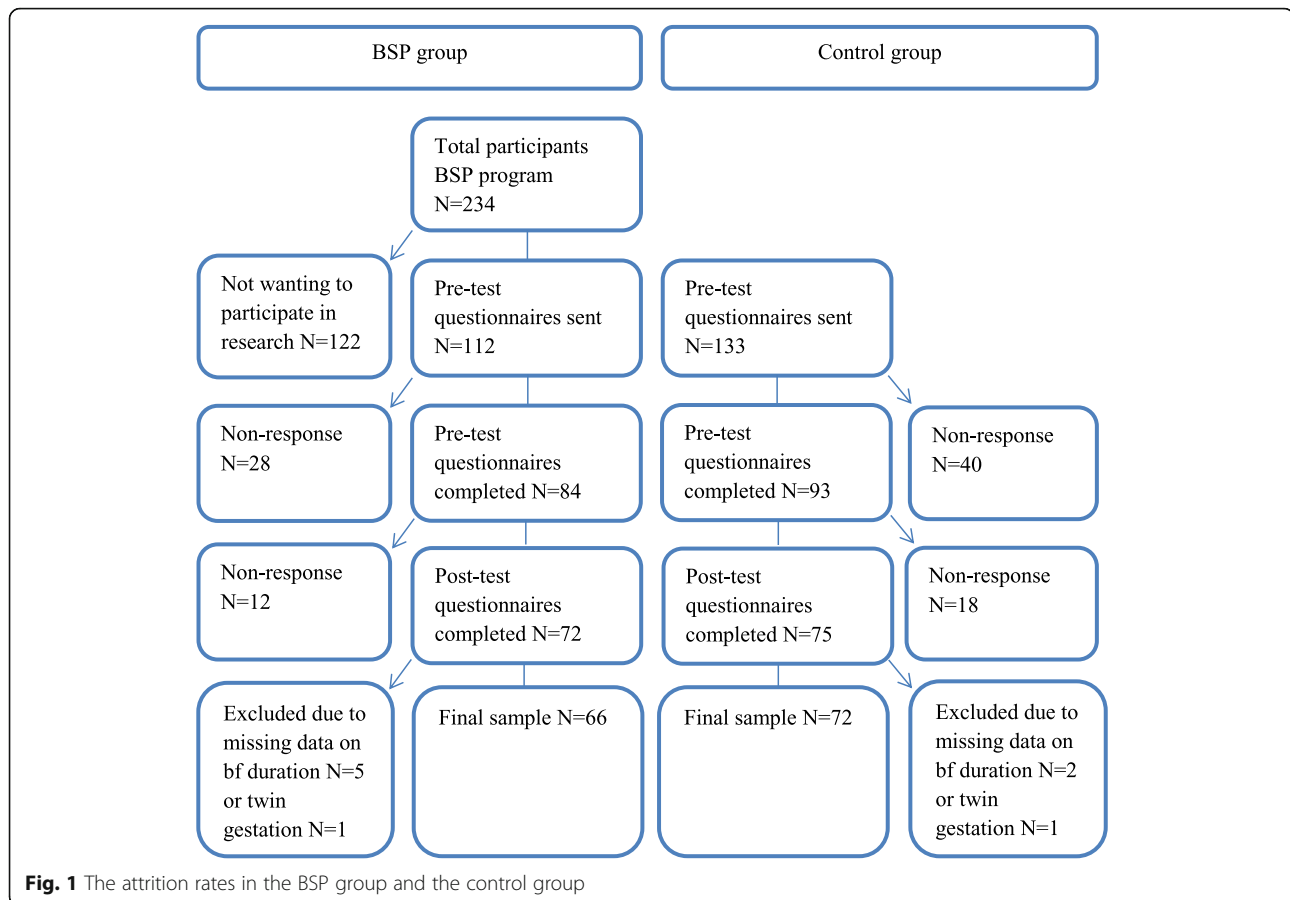 BSP group
Control group
Total participants
BSP program
N=234
Not wanting to
participate in
research N=122
Pre-test
questionnaires sent
N=112
Pre-test
questionnaires sent
N=133
Non-response
N=28
Pre-test
questionnaires
completed N=84
Pre-test
questionnaires
completed N=93
Non-response
N=40
Non-response
N=12
Post-test
questionnaires
completed N=72
Post-test
questionnaires
completed N=75
Non-response
N=18
Excluded due to
missing data on
bf duration N=5
or twin
gestation N=1
Final sample N=66
Final sample N=72
Excluded due to
missing data on
bf duration N=2
or twin
gestation N=1
Fig. 1 The attrition rates in the BSP group and the control group